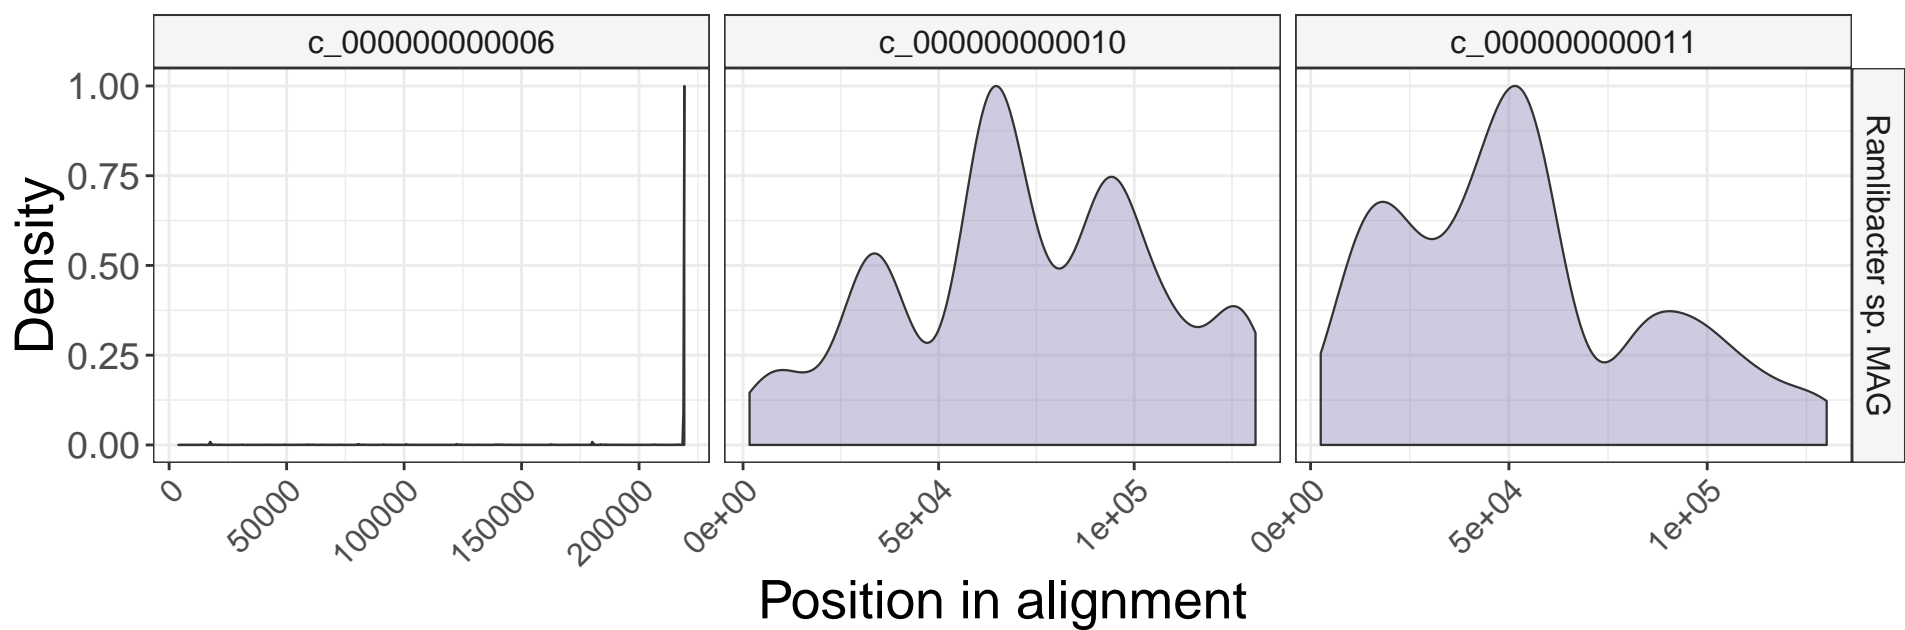 c_000000000006
c_000000000010
c_000000000011
Density
1.00
0.75
0.50
0.25
0.00
Ramlibacter sp. MAG
0
50000
100000
150000
200000
0e+00
5e+04
1e+05
0e+00
5e+04
1e+05
Position in alignment